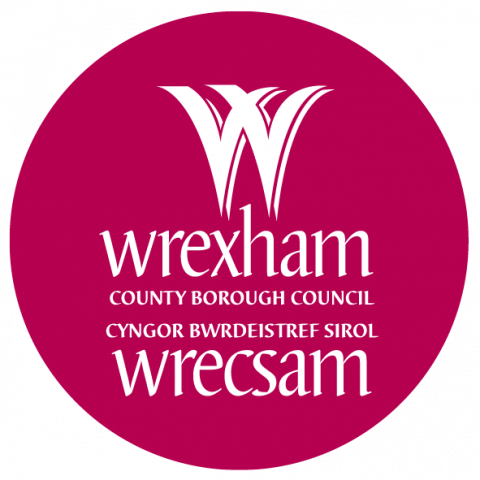 W
wrexham
COUNTY BOROUGH COUNCIL
CYNGOR BWRDEISTREF SIROL
wrecsam